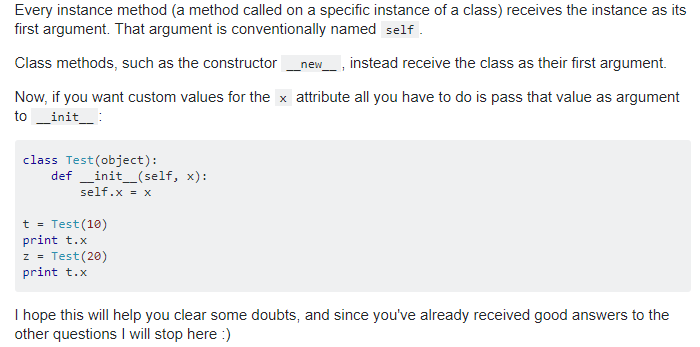 Every instance method (a method called on a specific instance of a class) receives the instance as its
first argument. That argument is conventionally named self .
Class methods, such as the constructor __new__ , instead receive the class as their first argument.
Now, if you want custom values for the x attribute all you have to do is pass that value as argument
to __init__ :
class Test(object):
    def __init__(self, x):
        self.x = x
t = Test(10)
print t.x
z = Test(20)
print t.x
I hope this will help you clear some doubts, and since you've already received good answers to the
other questions I will stop here :)